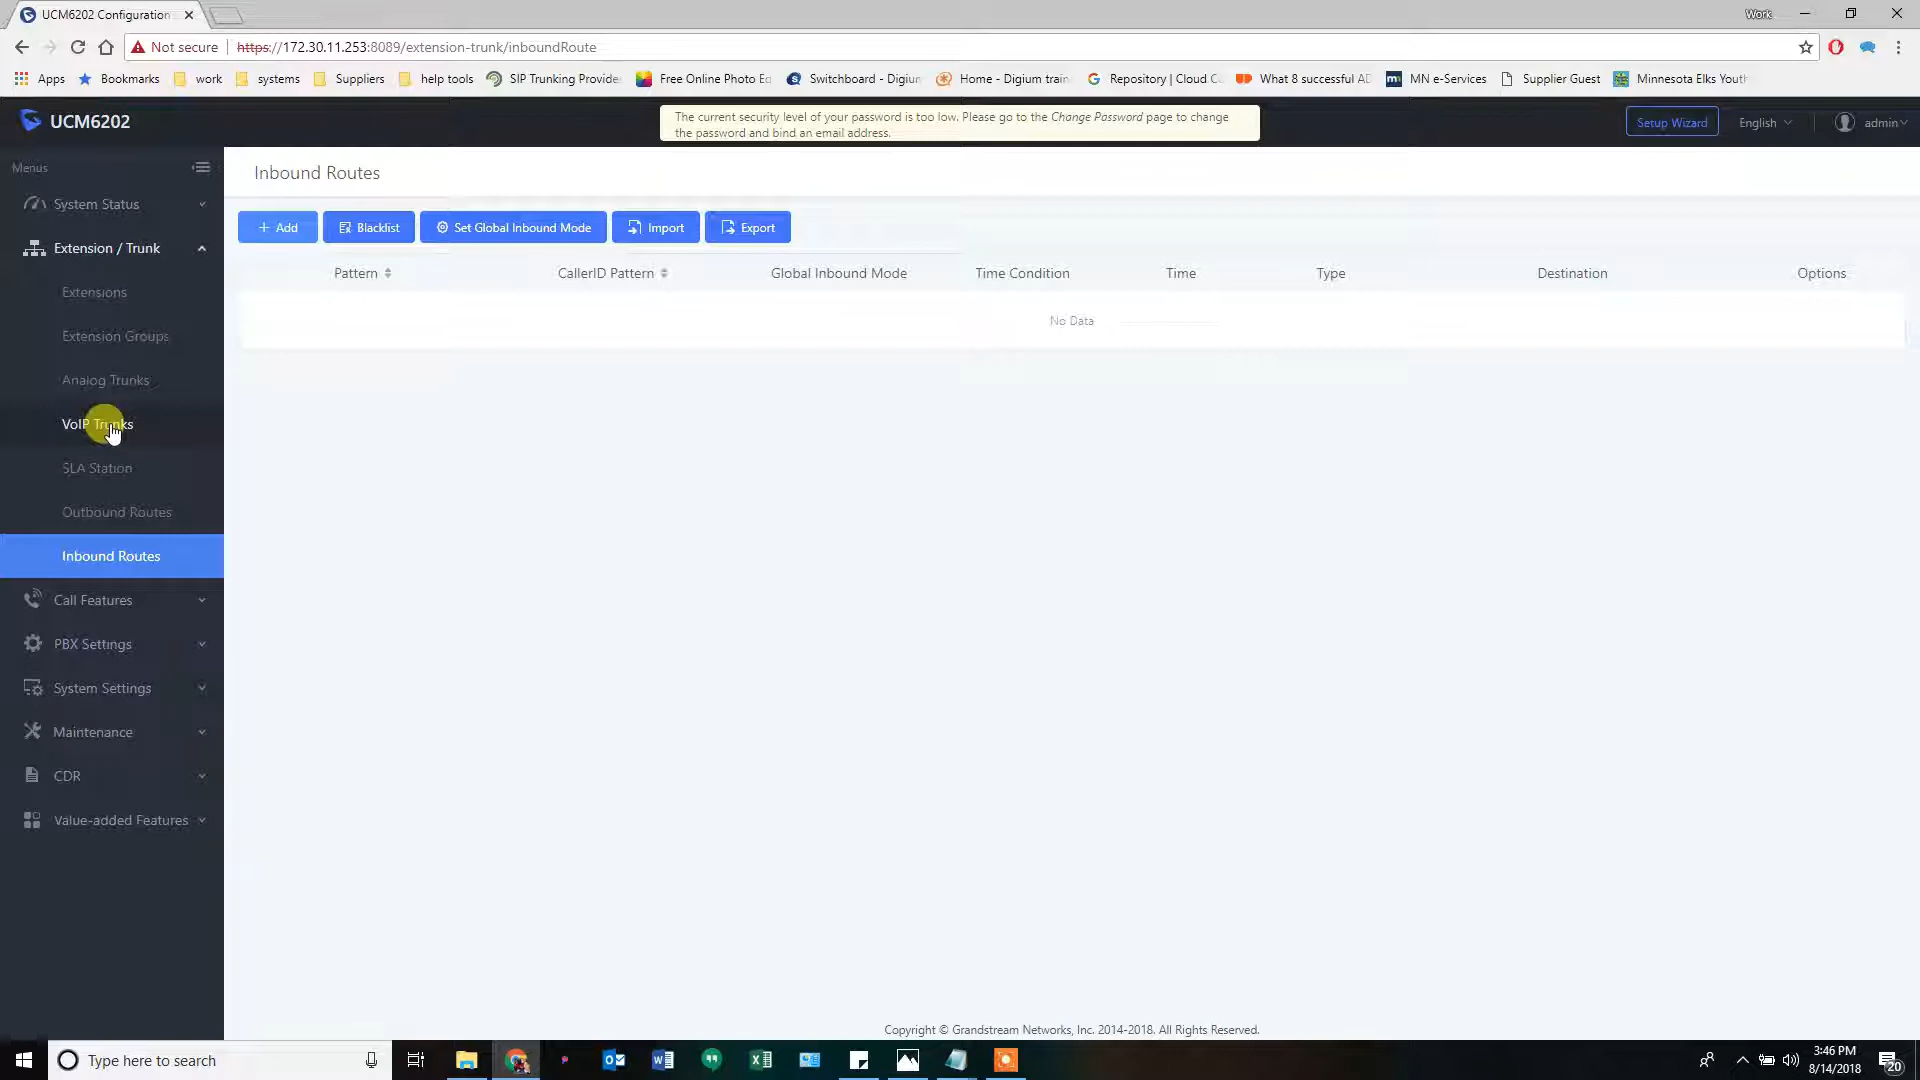 UCM6202 Configuration
Work
Not secure
https://172.30.11.253:8089/extension-trunk/inboundRoute
Apps
Bookmarks
work
systems
Suppliers
help tools
SIP Trunking Provide
Free Online Photo Ed
Switchboard - Digium
Home - Digium train
Repository | Cloud C
What 8 successful AD
MN e-Services
Supplier Guest
Minnesota Elks Youth
UCM6202
The current security level of your password is too low. Please go to the Change Password page to change
the password and bind an email address.
Setup Wizard
English
admin
Menus
System Status
Extension / Trunk
Extensions
Extension Groups
Analog Trunks
VoIP Trunks
SLA Station
Outbound Routes
Inbound Routes
Call Features
PBX Settings
System Settings
Maintenance
CDR
Value-added Features
Inbound Routes
+ Add
Blacklist
Set Global Inbound Mode
Import
Export
Pattern
CallerID Pattern
Global Inbound Mode
Time Condition
Time
Type
Destination
Options
No Data
Copyright © Grandstream Networks, Inc. 2014-2018. All Rights Reserved.
Type here to search
3:46 PM
8/14/2018
20